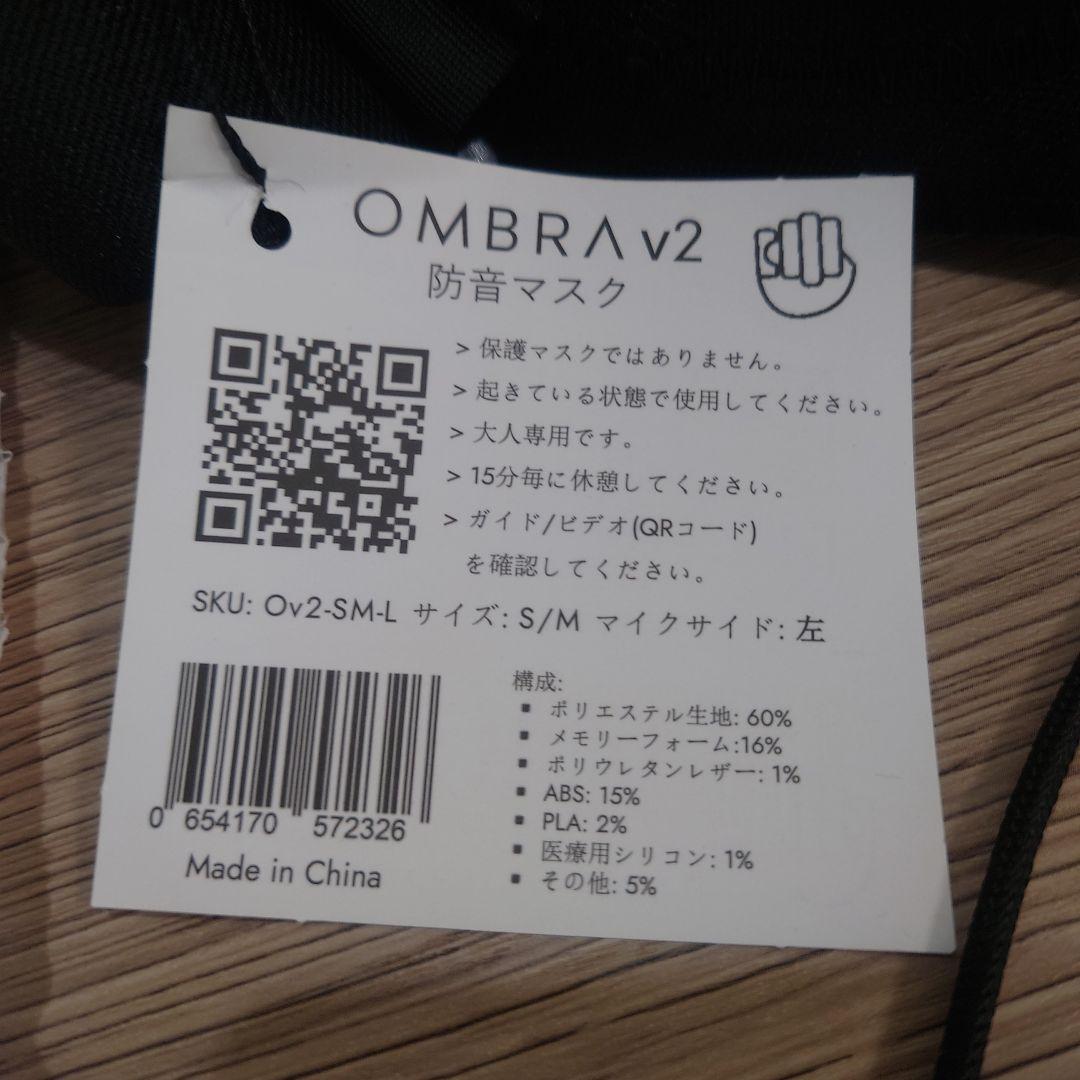 OMBRA v2
防音マスク
> 保護マスクではありません。
> 起きている状態で使用してください。
> 大人専用です。
> 15分毎に休憩してください。
> ガイド/ビデオ(QRコード)
を確認してください。
SKU: Ov2-SM-L サイズ: S/M マイクサイド: 左
構成:
▪ ポリエステル生地: 60%
▪ メモリーフォーム:16%
▪ ポリウレタンレザー: 1%
▪ ABS: 15%
▪ PLA: 2%
▪ 医療用シリコン: 1%
▪ その他: 5%
0 654170 572326
Made in China